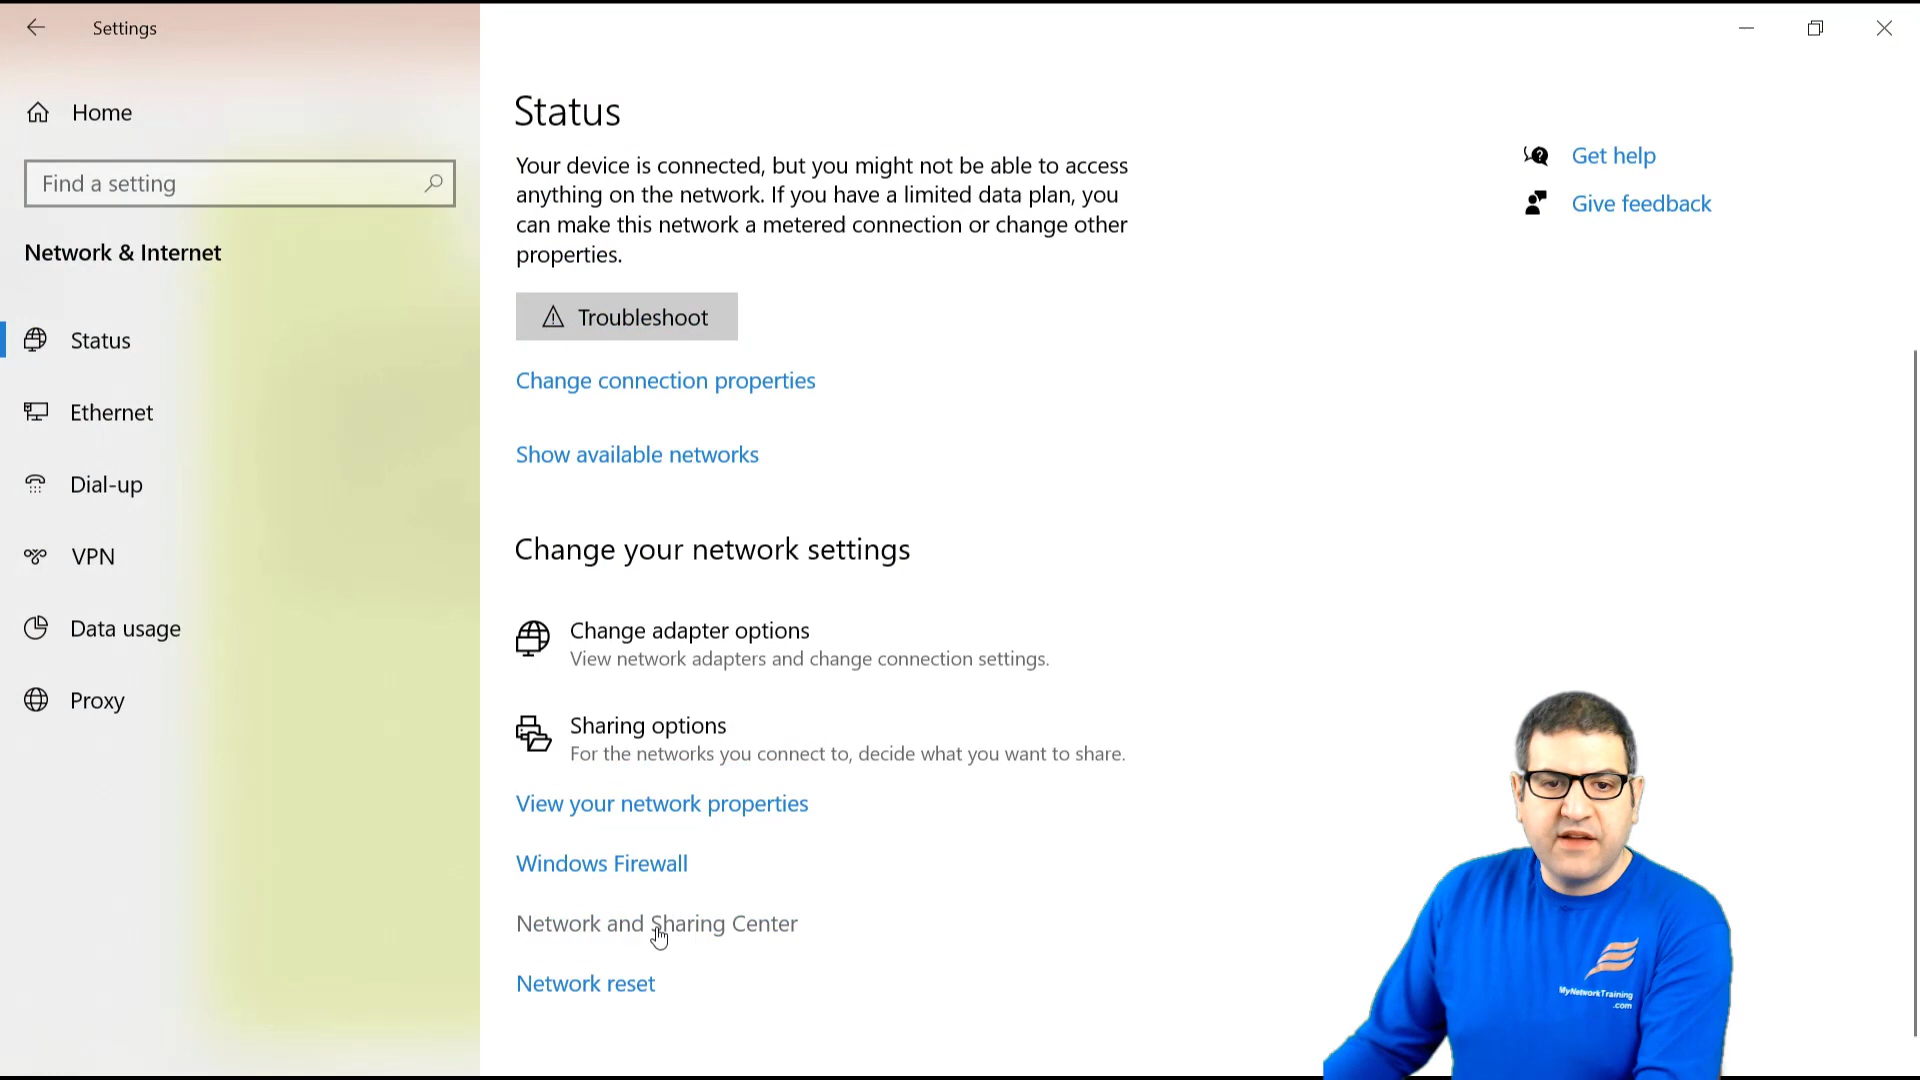 Settings
Home
Find a setting
Network & Internet
Status
Ethernet
Dial-up
VPN
Data usage
Proxy
Status
Your device is connected, but you might not be able to access
anything on the network. If you have a limited data plan, you
can make this network a metered connection or change other
properties.
Troubleshoot
Change connection properties
Show available networks
Change your network settings
Change adapter options
View network adapters and change connection settings.
Sharing options
For the networks you connect to, decide what you want to share.
View your network properties
Windows Firewall
Network and Sharing Center
Network reset
Get help
Give feedback
MyNetworkTraining
.com